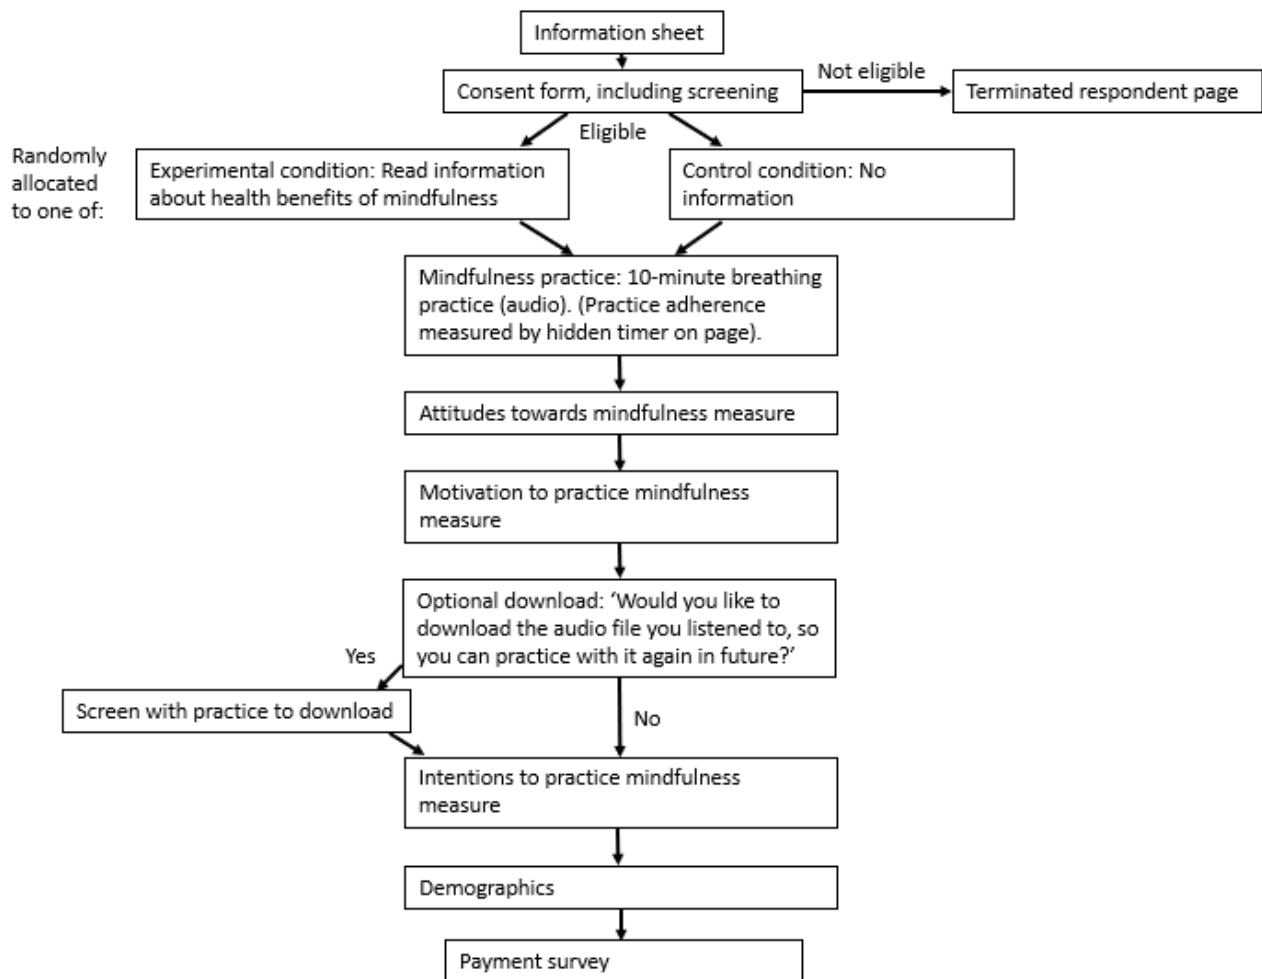 Information sheet
Consent form, including screening
Not eligible
Terminated respondent page
Eligible
Randomly
allocated
to one of:
Experimental condition: Read information
about health benefits of mindfulness
Control condition: No
information
Mindfulness practice: 10-minute breathing
practice (audio). (Practice adherence
measured by hidden timer on page).
Attitudes towards mindfulness measure
Motivation to practice mindfulness
measure
Optional download: ‘Would you like to
download the audio file you listened to, so
you can practice with it again in future?’
Yes
Screen with practice to download
No
Intentions to practice mindfulness
measure
Demographics
Payment survey